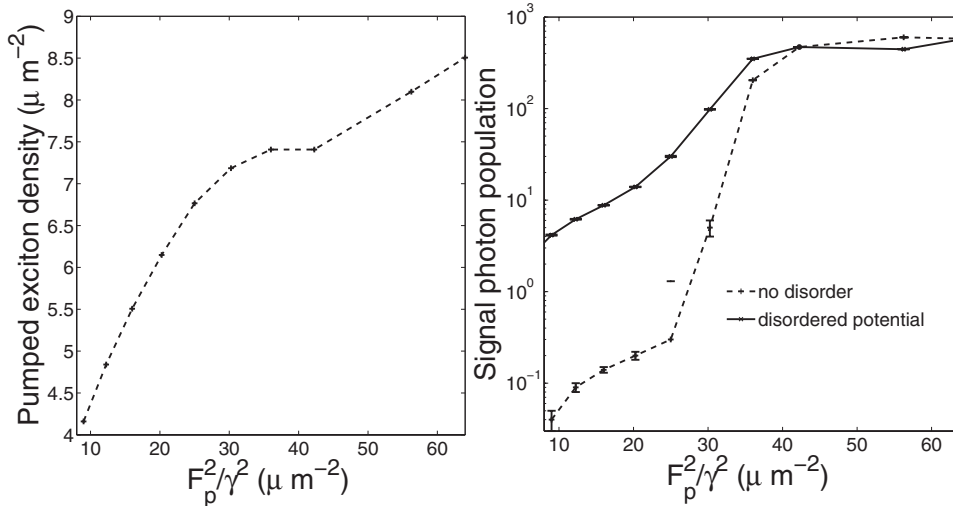 Pumped exciton density (μ m⁻²)
9
8.5
8
7.5
7
6.5
6
5.5
5
4.5
4
10 20 30 40 50 60
F_p²/γ² (μ m⁻²)
Signal photon population
10³
10²
10¹
10⁰
10⁻¹
no disorder
disordered potential
10 20 30 40 50 60
F_p²/γ² (μ m⁻²)